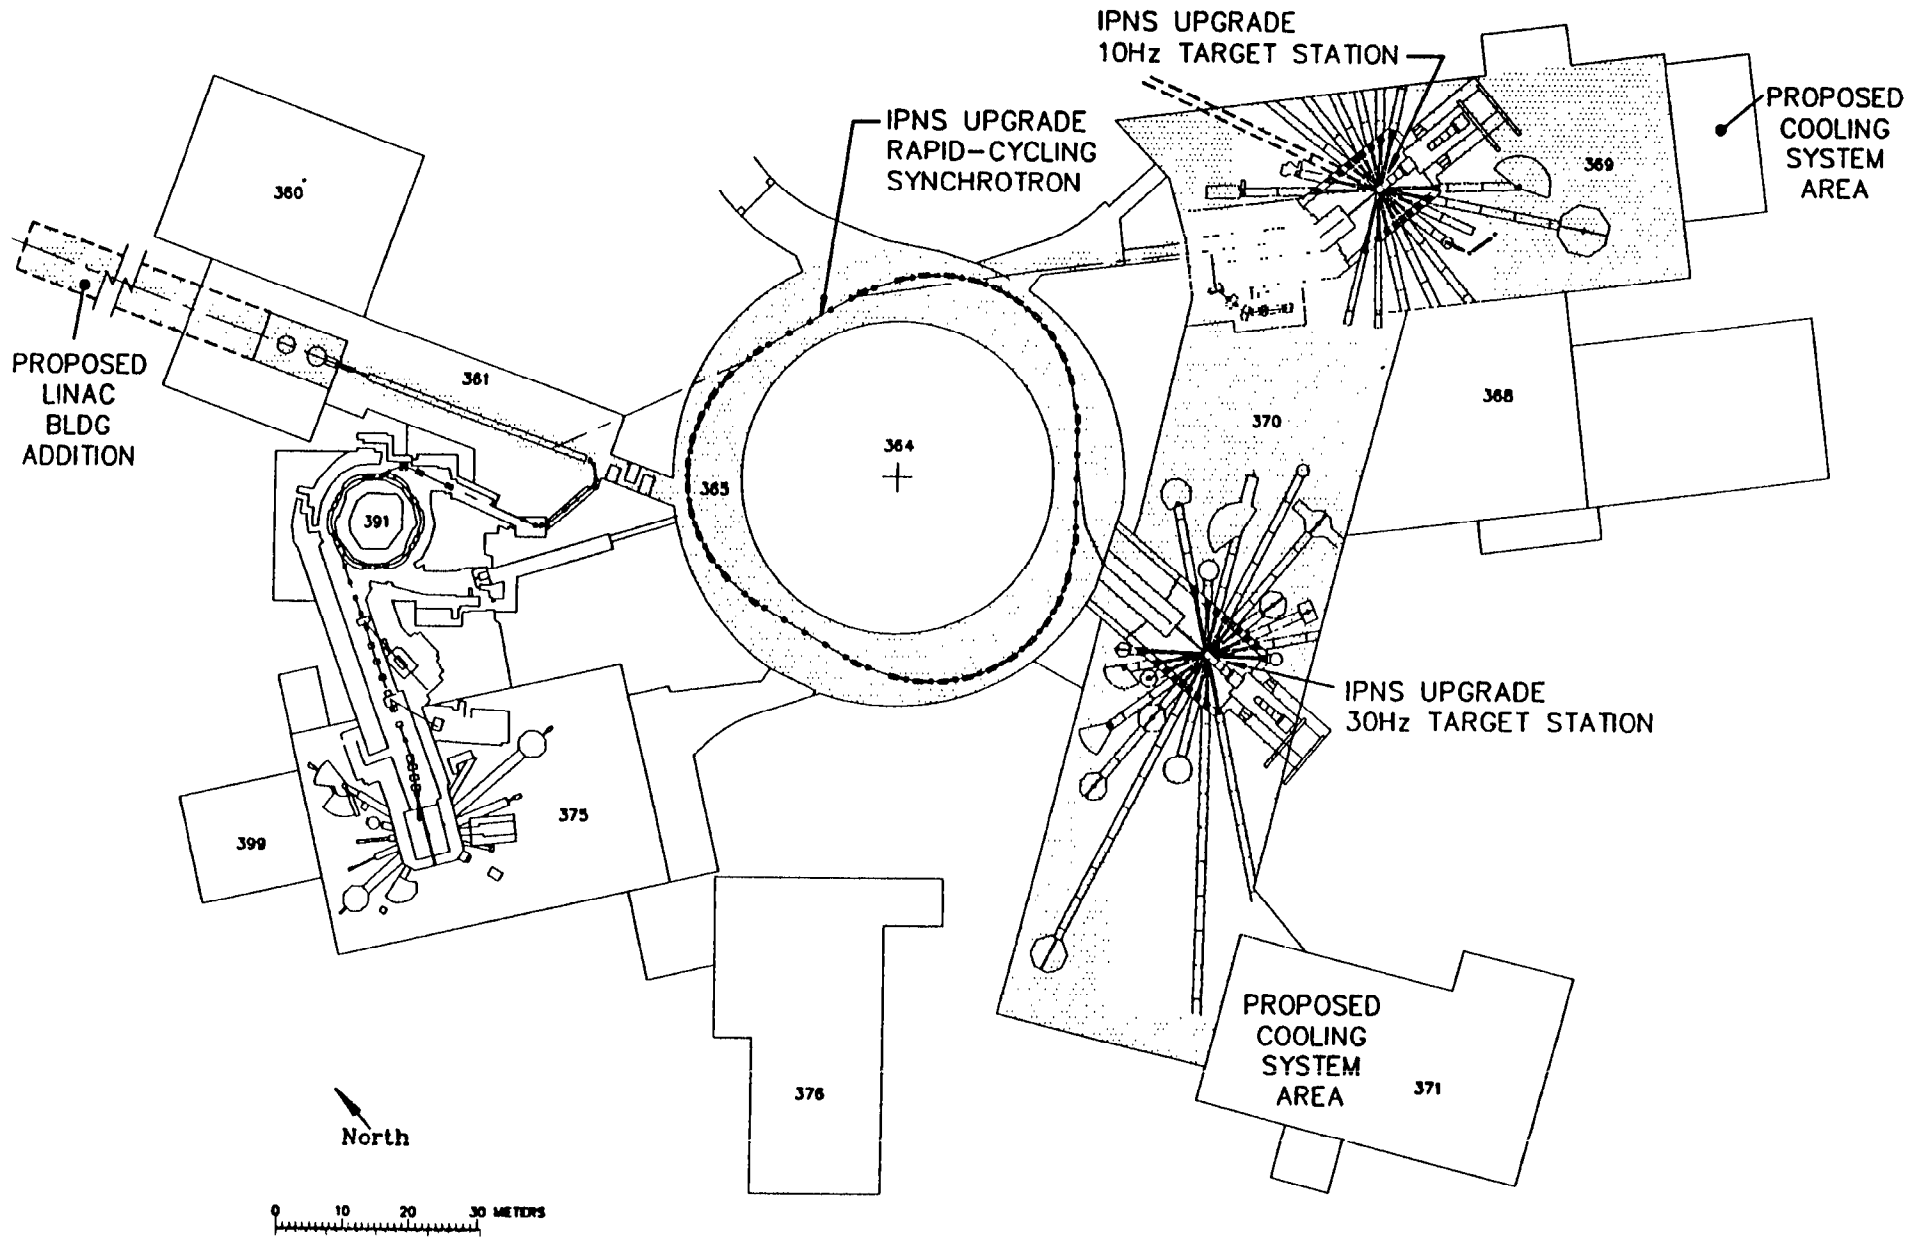 IPNS UPGRADE
10Hz TARGET STATION
PROPOSED
COOLING
SYSTEM
AREA
IPNS UPGRADE
RAPID-CYCLING
SYNCHROTRON
360
369
PROPOSED
LINAC
BLDG
ADDITION
361
368
370
364
365
391
IPNS UPGRADE
30Hz TARGET STATION
375
399
PROPOSED
COOLING
SYSTEM
AREA
371
376
North
0 10 20 30 METERS